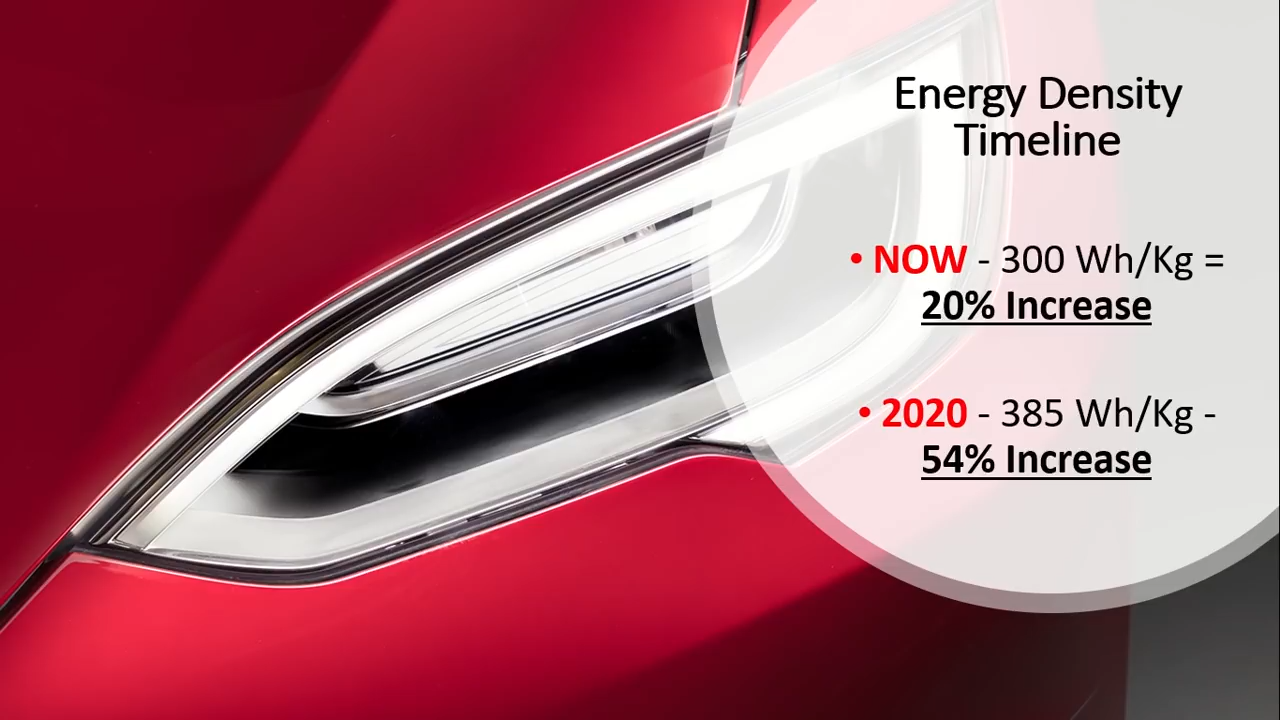 Energy Density
Timeline
• NOW - 300 Wh/Kg =
20% Increase
• 2020 - 385 Wh/Kg -
54% Increase